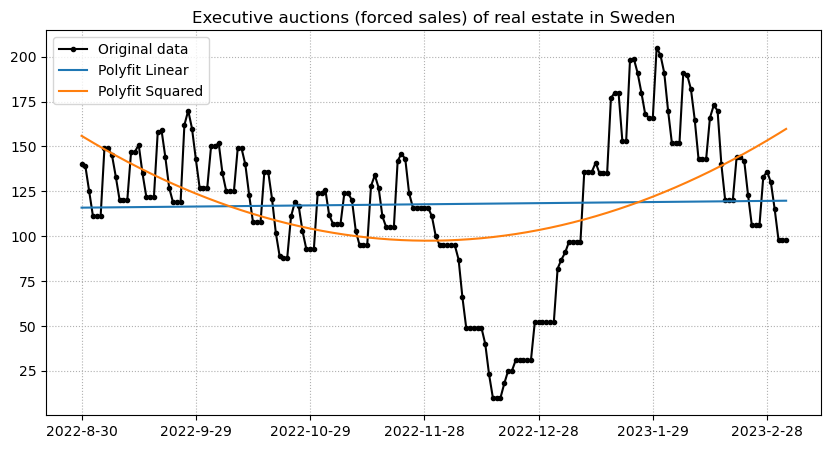 Executive auctions (forced sales) of real estate in Sweden
Original data
Polyfit Linear
Polyfit Squared
200
175
150
125
100
75
50
25
2022-8-30 2022-9-29 2022-10-29 2022-11-28 2022-12-28 2023-1-29 2023-2-28